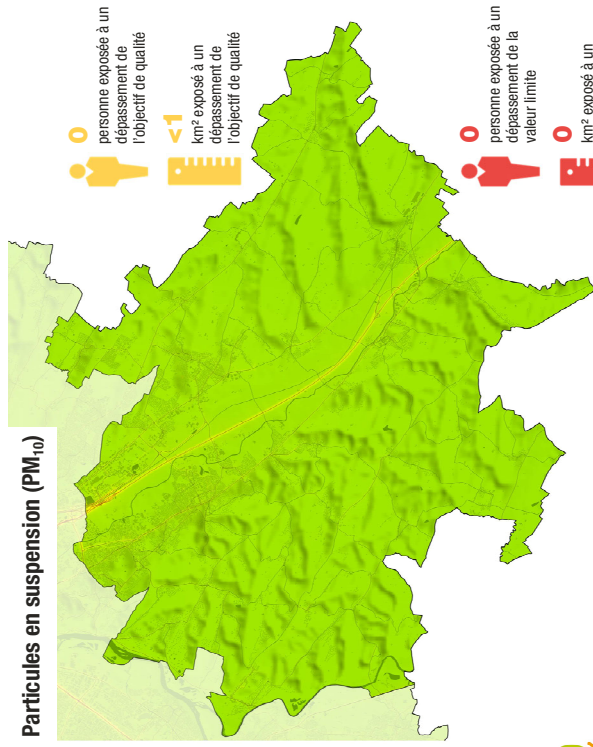 Particules en suspension (PM₁₀)
0
personne exposée à un
dépassement de
l'objectif de qualité
<1
km² exposé à un
dépassement de
l'objectif de qualité
0
personne exposée à un
dépassement de la
valeur limite
0
km² exposé à un